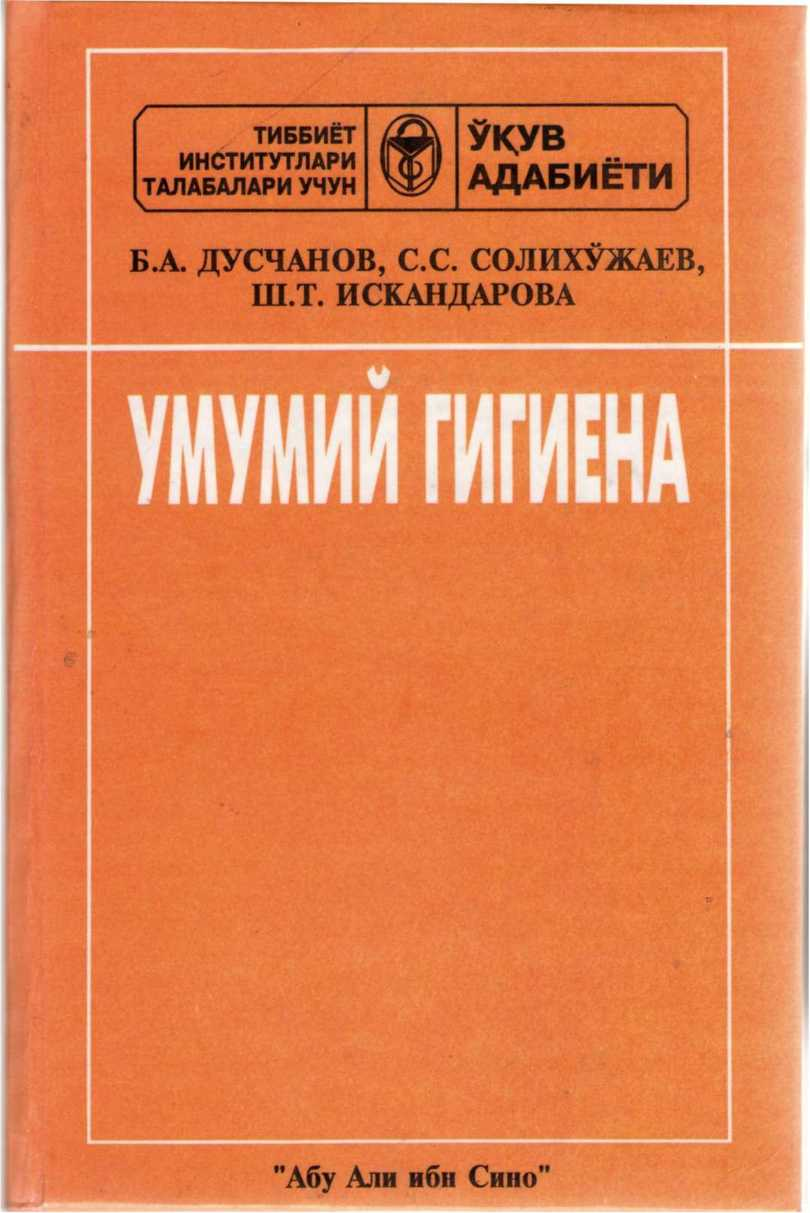 ТИББИЁТ
ИНСТИТУТЛАРИ
ТАЛАБАЛАРИ УЧУН
ЎҚУВ
АДАБИЁТИ
Б.А. ДУСЧАНОВ, С.С. СОЛИХЎЖАЕВ,
Ш.Т. ИСКАНДАРОВА
УМУМИЙ ГИГИЕНА
"Абу Али ибн Сино"